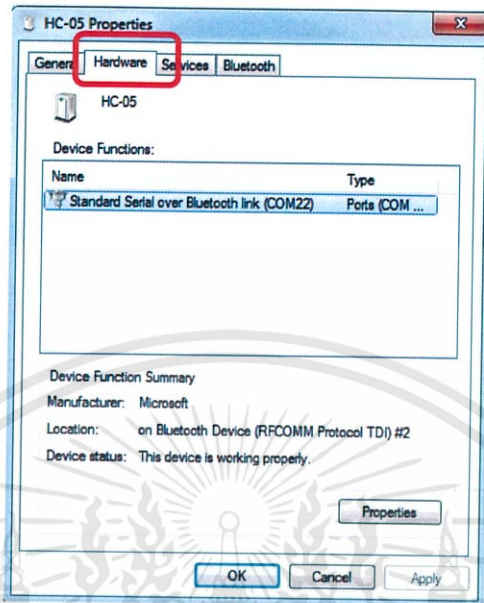 HC-05 Properties
General Hardware Services Bluetooth
HC-05
Device Functions:
Name Type
Standard Serial over Bluetooth link (COM22) Ports (COM ...
Device Function Summary
Manufacturer: Microsoft
Location: on Bluetooth Device (RFCOMM Protocol TDI) #2
Device status: This device is working properly.
Properties
OK Cancel Apply